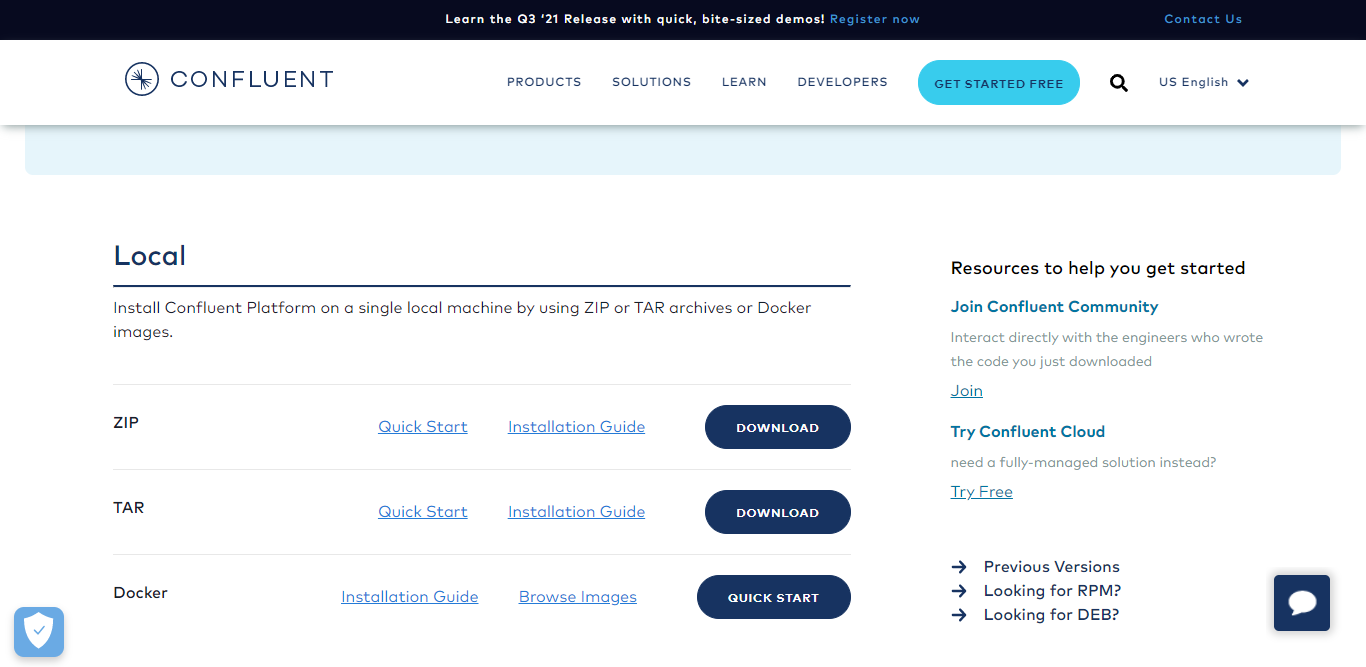 Learn the Q3 ‘21 Release with quick, bite-sized demos! Register now
Contact Us
CONFLUENT
PRODUCTS
SOLUTIONS
LEARN
DEVELOPERS
GET STARTED FREE
US English
Local
Install Confluent Platform on a single local machine by using ZIP or TAR archives or Docker
images.
ZIP
Quick Start
Installation Guide
DOWNLOAD
TAR
Quick Start
Installation Guide
DOWNLOAD
Docker
Installation Guide
Browse Images
QUICK START
Resources to help you get started
Join Confluent Community
Interact directly with the engineers who wrote
the code you just downloaded
Join
Try Confluent Cloud
need a fully-managed solution instead?
Try Free
Previous Versions
Looking for RPM?
Looking for DEB?